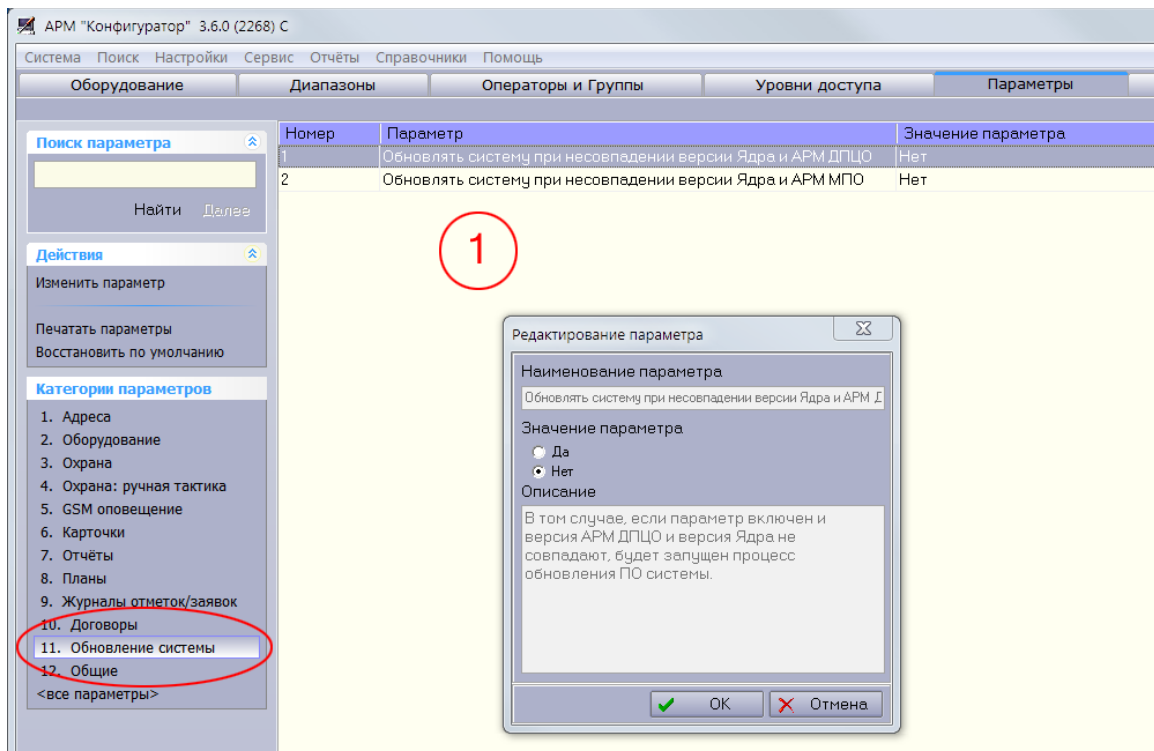 АРМ "Конфигуратор" 3.6.0 (2268) С
Система Поиск Настройки Сервис Отчёты Справочники Помощь
Оборудование Диапазоны Операторы и Группы Уровни доступа Параметры
Поиск параметра
Найти Далее
Действия
Изменить параметр
Печатать параметры
Восстановить по умолчанию
Категории параметров
1. Адреса
2. Оборудование
3. Охрана
4. Охрана: ручная тактика
5. GSM оповещение
6. Карточки
7. Отчёты
8. Планы
9. Журналы отметок/заявок
10. Договоры
11. Обновление системы
12. Общие
<все параметры>
Номер Параметр Значение параметра
1 Обновлять систему при несовпадении версии Ядра и АРМ ДПЦО Нет
2 Обновлять систему при несовпадении версии Ядра и АРМ МПО Нет
1
Редактирование параметра
Наименование параметра
Обновлять систему при несовпадении версии Ядра и АРМ Д
Значение параметра
Да
Нет
Описание
В том случае, если параметр включен и
версия АРМ ДПЦО и версия Ядра не
совпадают, будет запущен процесс
обновления ПО системы.
OK Отмена